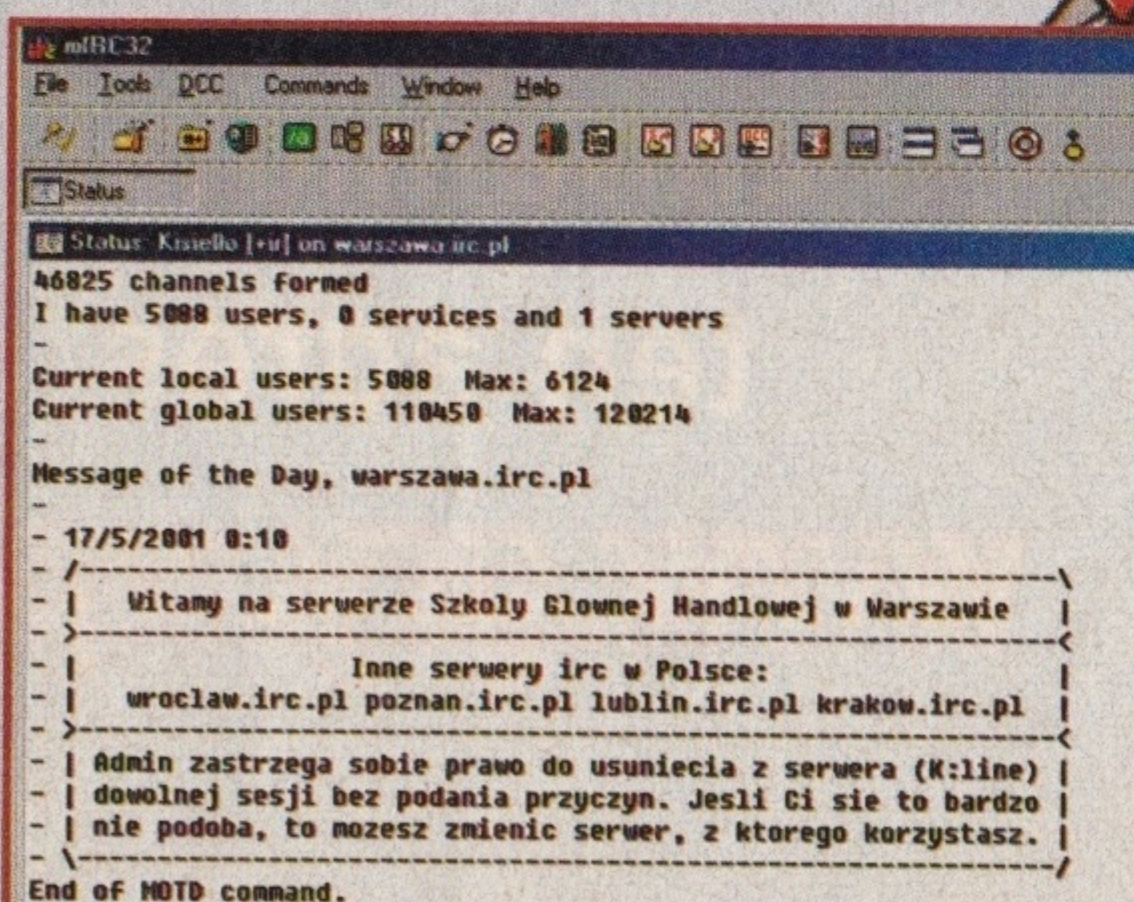 mIRC32
File Tools DCC Commands Window Help
Status
Status: Kisiello [+ir] on warszawa.irc.pl
46825 channels formed
I have 5088 users, 0 services and 1 servers
-
Current local users: 5088 Max: 6124
Current global users: 110450 Max: 120214
-
Message of the Day, warszawa.irc.pl
-
- 17/5/2001 0:10
- /-------------------------------------------------------------\
- | Witamy na serwerze Szkoly Glownej Handlowej w Warszawie |
- >-------------------------------------------------------------<
- | Inne serwery irc w Polsce: |
- | wroclaw.irc.pl poznan.irc.pl lublin.irc.pl krakow.irc.pl |
- >-------------------------------------------------------------<
- | Admin zastrzega sobie prawo do usuniecia z serwera (K:line) |
- | dowolnej sesji bez podania przyczyn. Jesli Ci sie to bardzo |
- | nie podoba, to mozesz zmienic serwer, z ktorego korzystasz. |
- \-------------------------------------------------------------/
End of MOTD command.